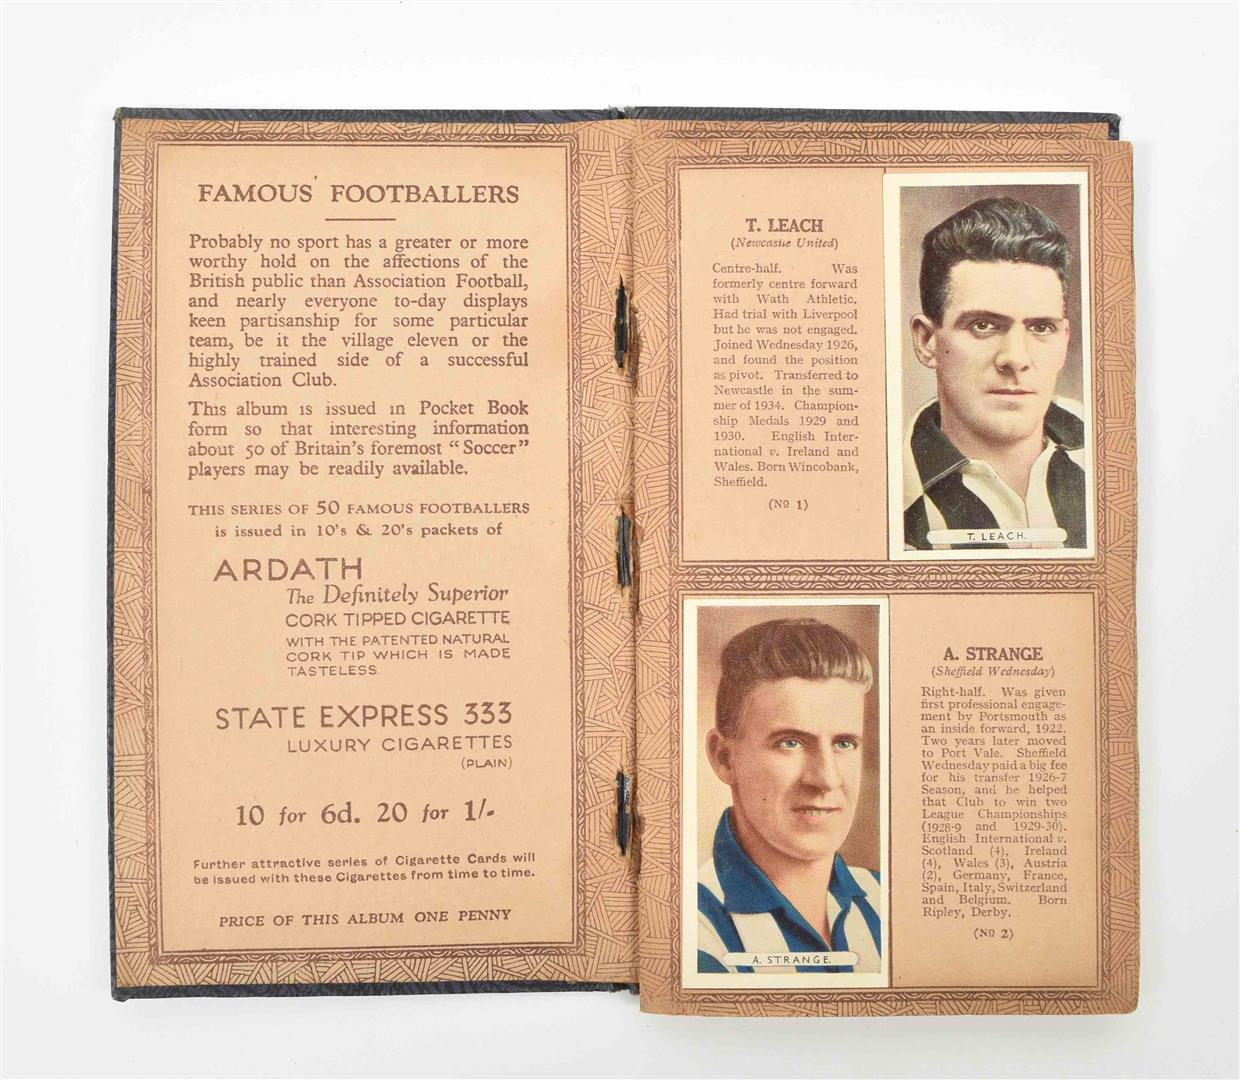 FAMOUS FOOTBALLERS
Probably no sport has a greater or more
worthy hold on the affections of the
British public than Association Football,
and nearly everyone to-day displays
keen partisanship for some particular
team, be it the village eleven or the
highly trained side of a successful
Association Club.
This album is issued in Pocket Book
form so that interesting information
about 50 of Britain's foremost "Soccer"
players may be readily available.
THIS SERIES OF 50 FAMOUS FOOTBALLERS
is issued in 10's & 20's packets of
ARDATH
The Definitely Superior
CORK TIPPED CIGARETTE
WITH THE PATENTED NATURAL
CORK TIP WHICH IS MADE
TASTELESS.
STATE EXPRESS 333
LUXURY CIGARETTES
(PLAIN)
10 for 6d. 20 for 1/-
Further attractive series of Cigarette Cards will
be issued with these Cigarettes from time to time.
PRICE OF THIS ALBUM ONE PENNY
T. LEACH
(Newcastle United)
Centre-half. Was
formerly centre forward
with Wath Athletic.
Had trial with Liverpool
but he was not engaged.
Joined Wednesday 1926,
and found the position
as pivot. Transferred to
Newcastle in the sum-
mer of 1934. Champion-
ship Medals 1929 and
1930. English Inter-
national v. Ireland and
Wales. Born Wincobank,
Sheffield.
(No 1)
T. LEACH.
A. STRANGE.
A. STRANGE
(Sheffield Wednesday)
Right-half. Was given
first professional engage-
ment by Portsmouth as
an inside forward, 1922.
Two years later moved
to Port Vale. Sheffield
Wednesday paid a big fee
for his transfer 1926-7
Season, and he helped
that Club to win two
League Championships
(1928-9 and 1929-30).
English International v.
Scotland (4), Ireland
(4), Wales (3), Austria
(2), Germany, France,
Spain, Italy, Switzerland
and Belgium. Born
Ripley, Derby.
(No 2)